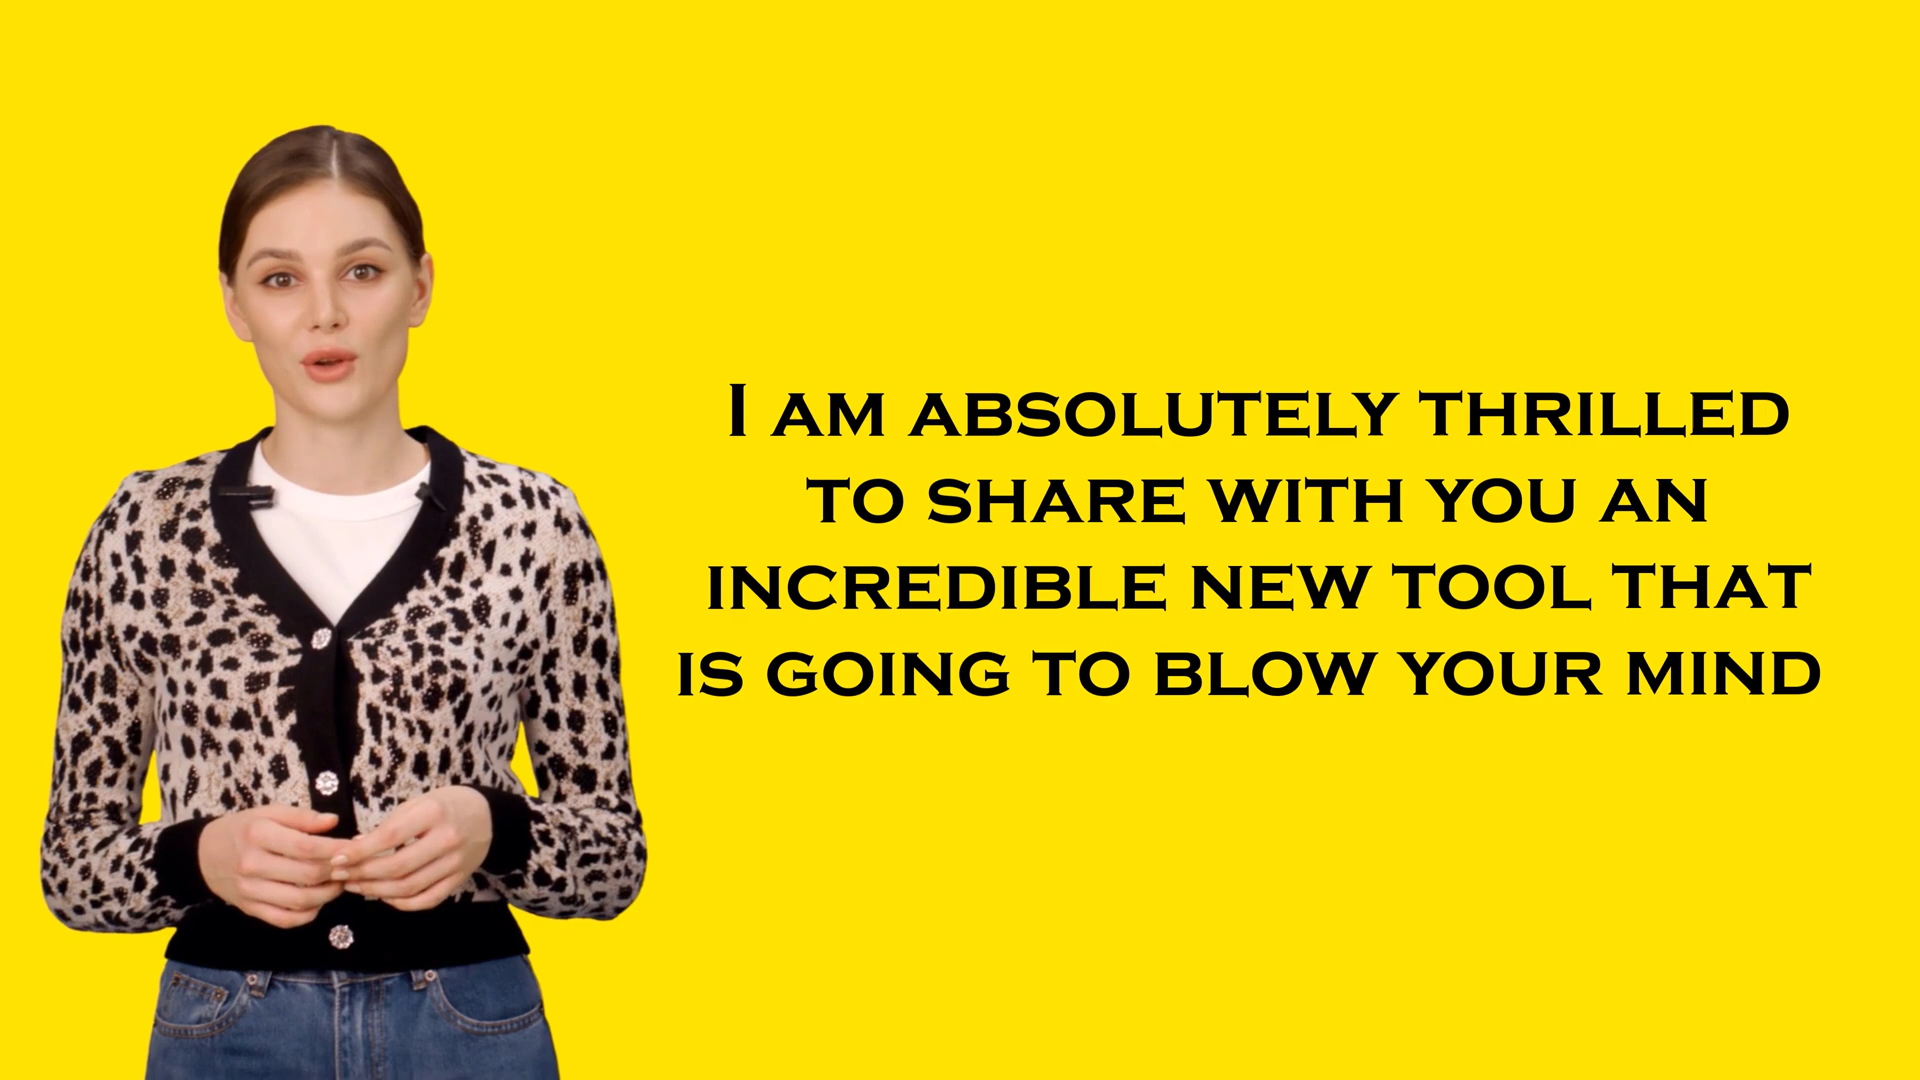 I AM ABSOLUTELY THRILLED
TO SHARE WITH YOU AN
INCREDIBLE NEW TOOL THAT
IS GOING TO BLOW YOUR MIND